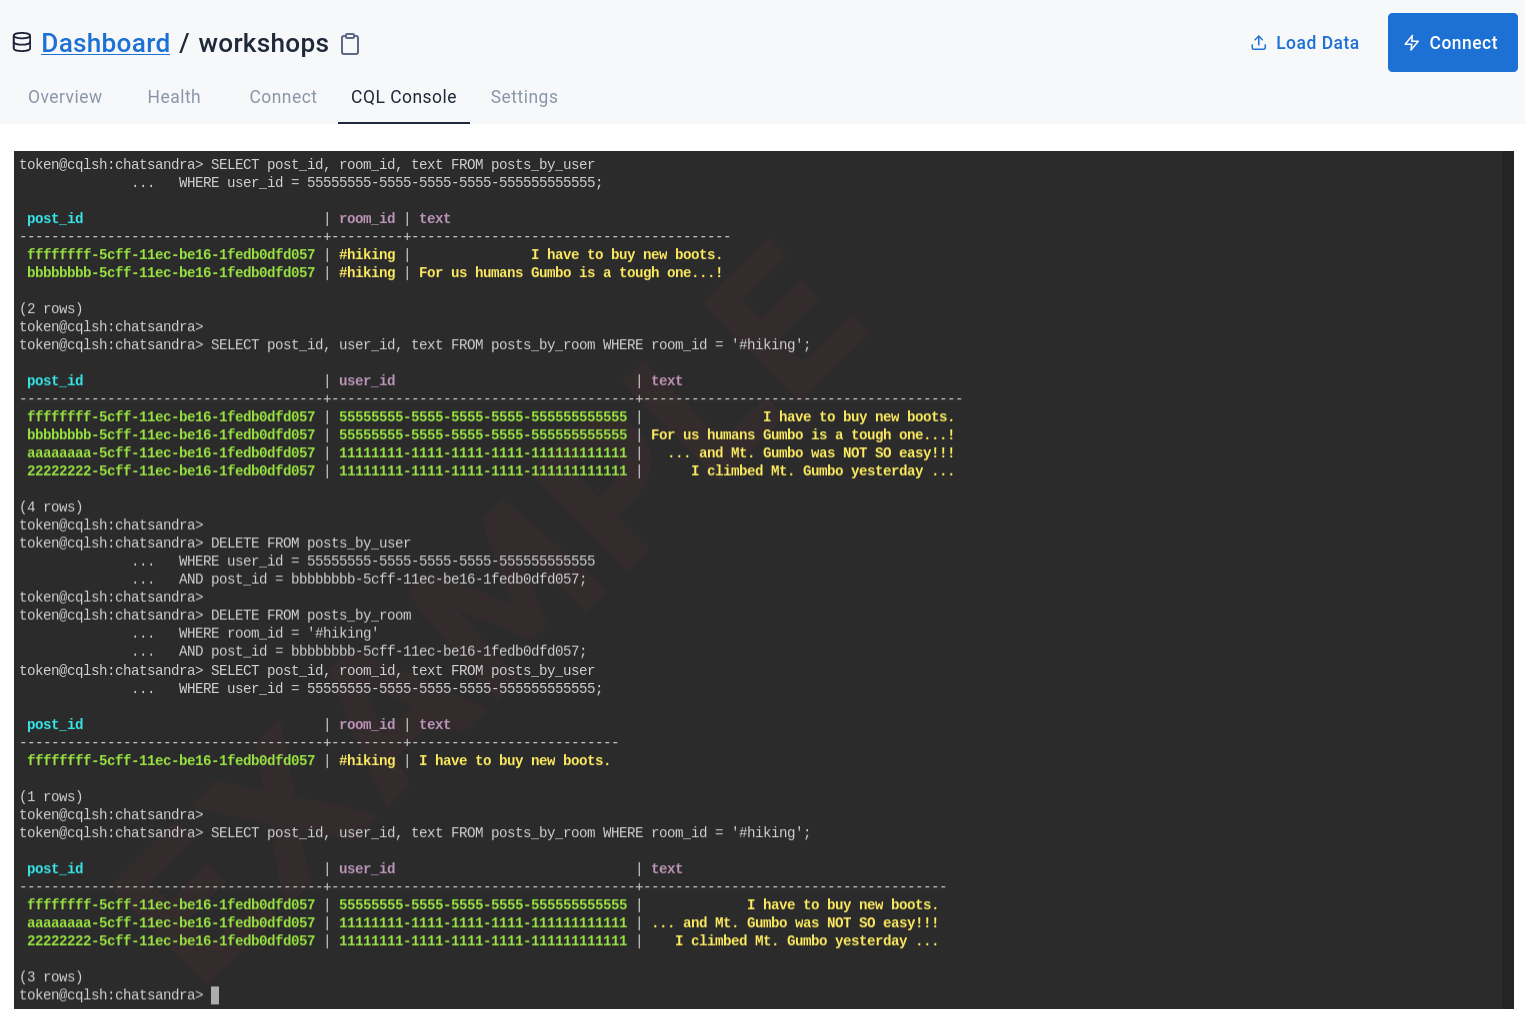 Dashboard / workshops
Load Data
Connect
Overview Health Connect CQL Console Settings
token@cqlsh:chatsandra> SELECT post_id, room_id, text FROM posts_by_user
              ...   WHERE user_id = 55555555-5555-5555-5555-555555555555;
 post_id                              | room_id | text
--------------------------------------+---------+----------------------------------------
 ffffffff-5cff-11ec-be16-1fedb0dfd057 | #hiking |               I have to buy new boots.
 bbbbbbbb-5cff-11ec-be16-1fedb0dfd057 | #hiking | For us humans Gumbo is a tough one...!
(2 rows)
token@cqlsh:chatsandra>
token@cqlsh:chatsandra> SELECT post_id, user_id, text FROM posts_by_room WHERE room_id = '#hiking';
 post_id                              | user_id                              | text
--------------------------------------+--------------------------------------+----------------------------------------
 ffffffff-5cff-11ec-be16-1fedb0dfd057 | 55555555-5555-5555-5555-555555555555 |               I have to buy new boots.
 bbbbbbbb-5cff-11ec-be16-1fedb0dfd057 | 55555555-5555-5555-5555-555555555555 | For us humans Gumbo is a tough one...!
 aaaaaaaa-5cff-11ec-be16-1fedb0dfd057 | 11111111-1111-1111-1111-111111111111 |   ... and Mt. Gumbo was NOT SO easy!!!
 22222222-5cff-11ec-be16-1fedb0dfd057 | 11111111-1111-1111-1111-111111111111 |      I climbed Mt. Gumbo yesterday ...
(4 rows)
token@cqlsh:chatsandra>
token@cqlsh:chatsandra> DELETE FROM posts_by_user
              ...   WHERE user_id = 55555555-5555-5555-5555-555555555555
              ...   AND post_id = bbbbbbbb-5cff-11ec-be16-1fedb0dfd057;
token@cqlsh:chatsandra>
token@cqlsh:chatsandra> DELETE FROM posts_by_room
              ...   WHERE room_id = '#hiking'
              ...   AND post_id = bbbbbbbb-5cff-11ec-be16-1fedb0dfd057;
token@cqlsh:chatsandra> SELECT post_id, room_id, text FROM posts_by_user
              ...   WHERE user_id = 55555555-5555-5555-5555-555555555555;
 post_id                              | room_id | text
--------------------------------------+---------+--------------------------
 ffffffff-5cff-11ec-be16-1fedb0dfd057 | #hiking | I have to buy new boots.
(1 rows)
token@cqlsh:chatsandra>
token@cqlsh:chatsandra> SELECT post_id, user_id, text FROM posts_by_room WHERE room_id = '#hiking';
 post_id                              | user_id                              | text
--------------------------------------+--------------------------------------+--------------------------------------
 ffffffff-5cff-11ec-be16-1fedb0dfd057 | 55555555-5555-5555-5555-555555555555 |             I have to buy new boots.
 aaaaaaaa-5cff-11ec-be16-1fedb0dfd057 | 11111111-1111-1111-1111-111111111111 | ... and Mt. Gumbo was NOT SO easy!!!
 22222222-5cff-11ec-be16-1fedb0dfd057 | 11111111-1111-1111-1111-111111111111 |    I climbed Mt. Gumbo yesterday ...
(3 rows)
token@cqlsh:chatsandra>
EXAMPLE